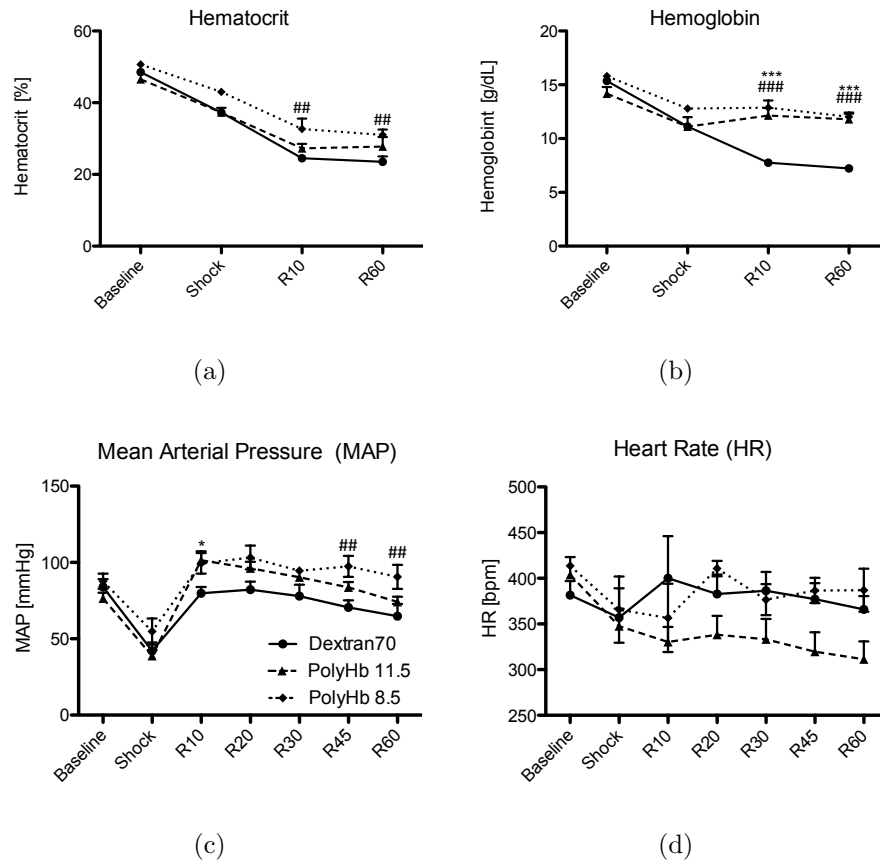 Hematocrit
Hematocrit [%]
60
40
20
0
##
##
Baseline
Shock
R10
R60
(a)
Hemoglobin
Hemoglobint [g/dL]
20
15
10
5
0
***
###
***
###
Baseline
Shock
R10
R60
(b)
Mean Arterial Pressure (MAP)
MAP [mmHg]
150
100
50
0
*
##
##
Dextran70
PolyHb 11.5
PolyHb 8.5
Baseline
Shock
R10
R20
R30
R45
R60
(c)
Heart Rate (HR)
HR [bpm]
500
450
400
350
300
250
Baseline
Shock
R10
R20
R30
R45
R60
(d)